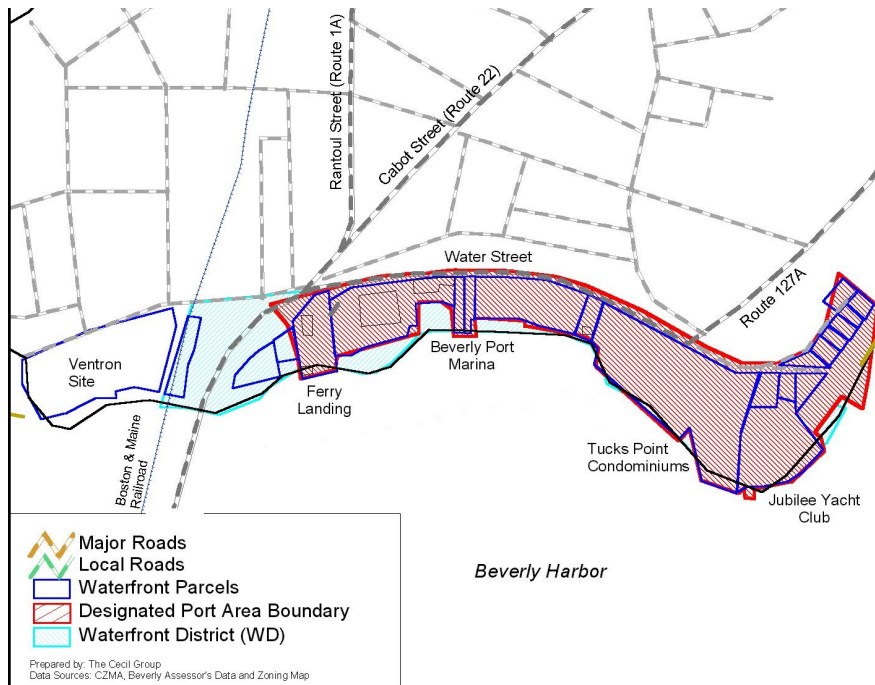 Rantoul Street (Route 1A)
Cabot Street (Route 22)
Water Street
Route 127A
Ventron
Site
Beverly Port
Marina
Ferry
Landing
Tucks Point
Condominiums
Jubilee Yacht
Club
Boston & Maine
Railroad
Beverly Harbor
Major Roads
Local Roads
Waterfront Parcels
Designated Port Area Boundary
Waterfront District (WD)
Prepared by: The Cecil Group
Data Sources: CZMA, Beverly Assessor's Data and Zoning Map